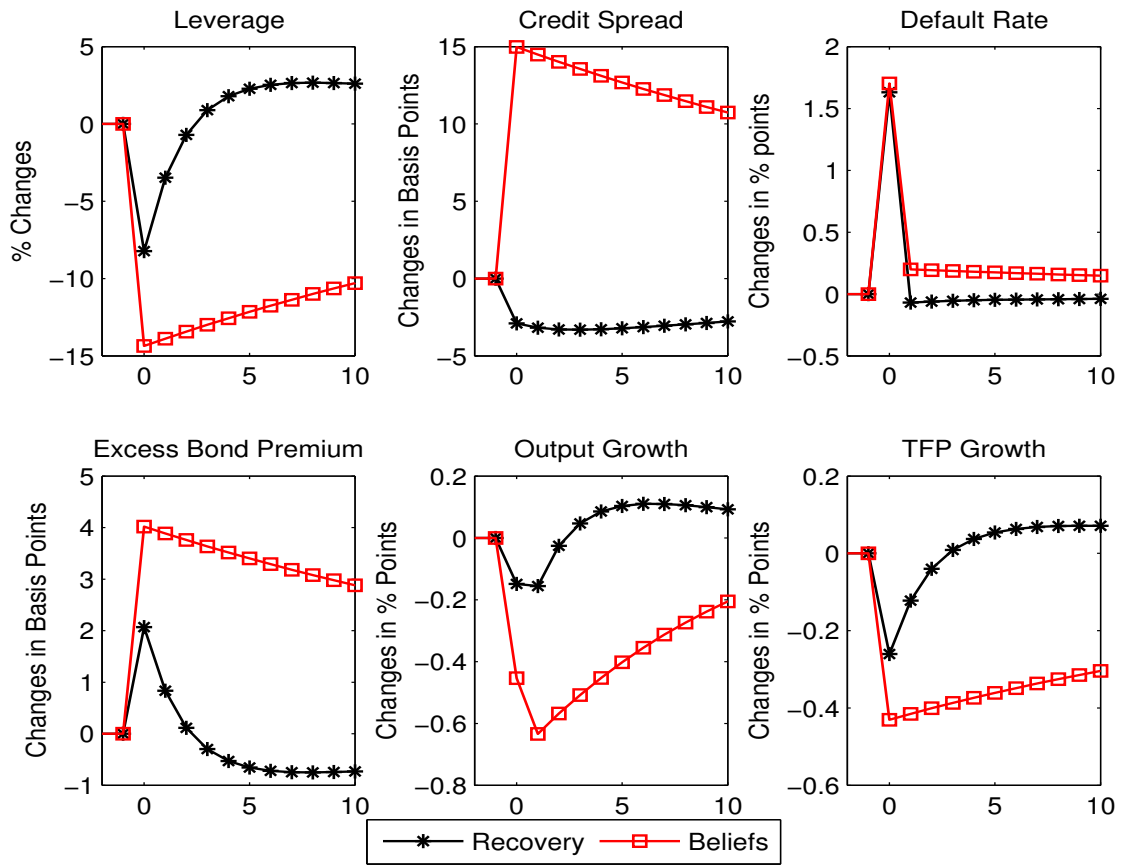 Leverage
% Changes
5
0
−5
−10
−15
0 5 10
Credit Spread
Changes in Basis Points
15
10
5
0
−5
0 5 10
Default Rate
Changes in % points
2
1.5
1
0.5
0
−0.5
0 5 10
Excess Bond Premium
Changes in Basis Points
5
4
3
2
1
0
−1
0 5 10
Output Growth
Changes in % Points
0.2
0
−0.2
−0.4
−0.6
−0.8
0 5 10
TFP Growth
Changes in % Points
0.2
0
−0.2
−0.4
−0.6
0 5 10
Recovery Beliefs